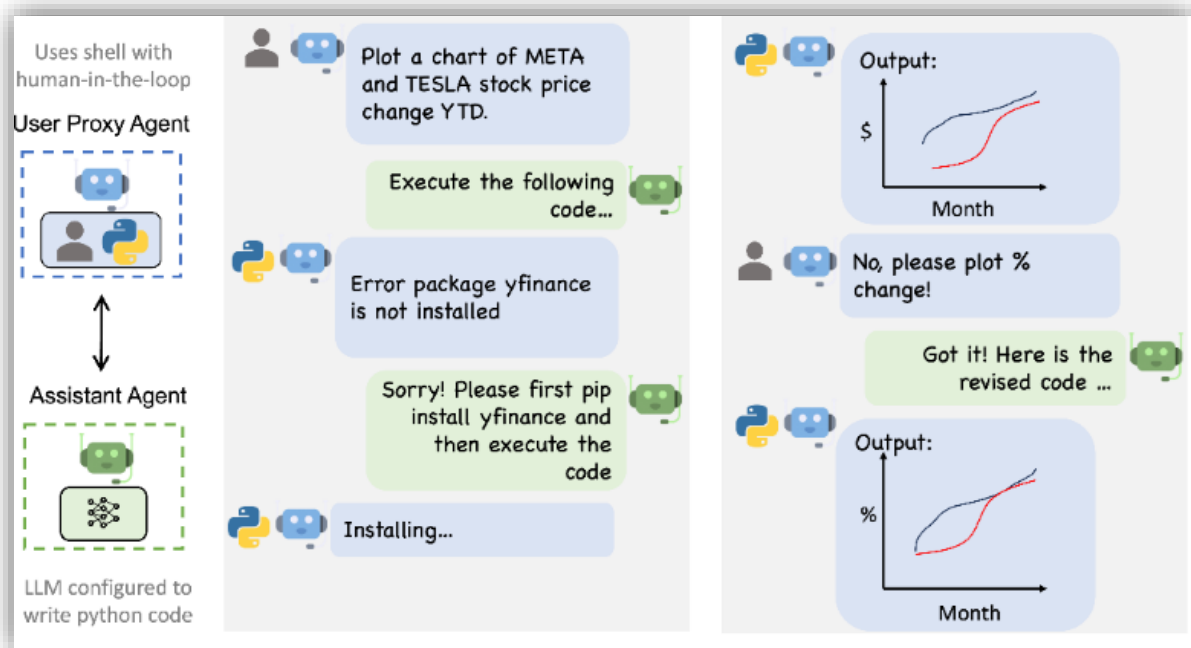 Uses shell with
human-in-the-loop
User Proxy Agent
Assistant Agent
LLM configured to
write python code
Plot a chart of META
and TESLA stock price
change YTD.
Execute the following
code...
Error package yfinance
is not installed
Sorry! Please first pip
install yfinance and
then execute the
code
Installing...
Output:
$
Month
No, please plot %
change!
Got it! Here is the
revised code ...
Output:
%
Month